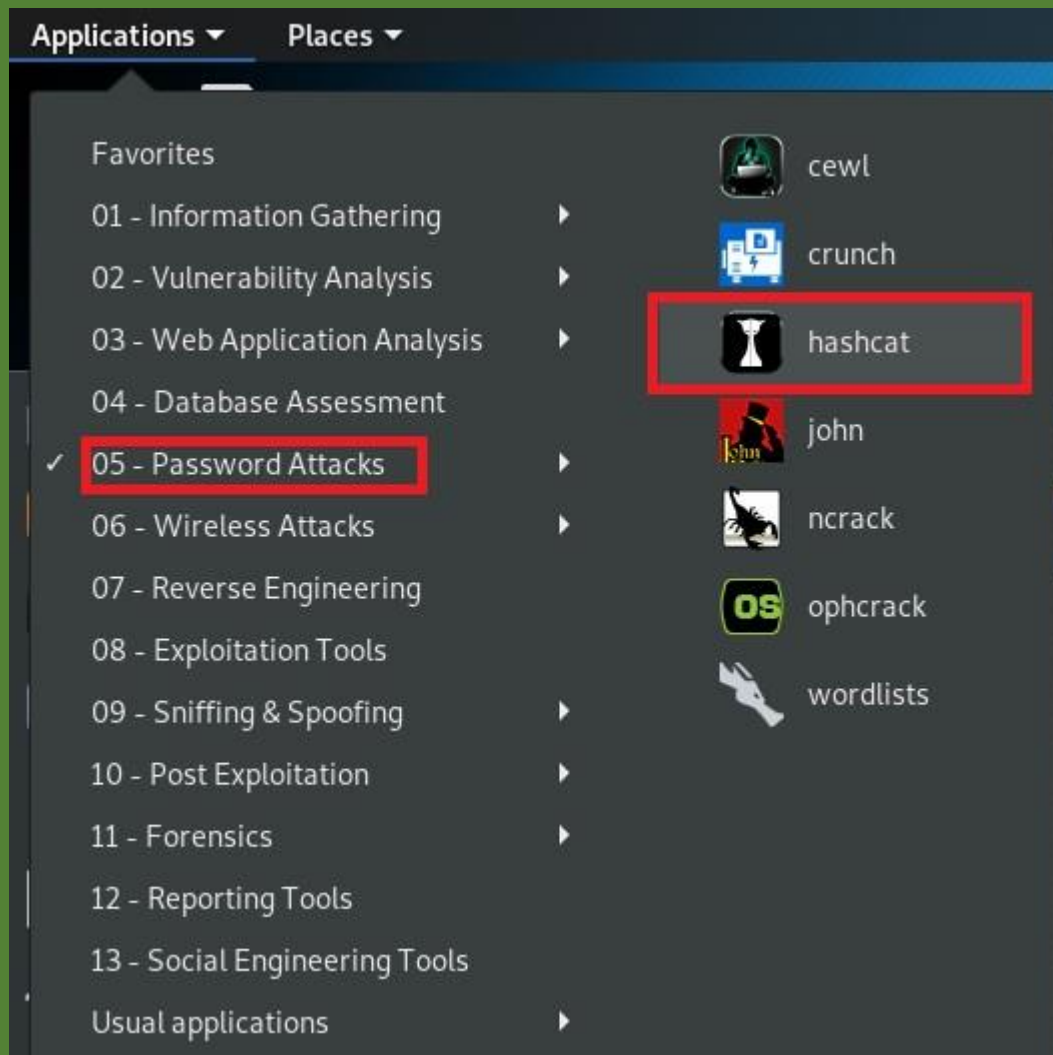 Applications
Places
Favorites
01 - Information Gathering
02 - Vulnerability Analysis
03 - Web Application Analysis
04 - Database Assessment
05 - Password Attacks
06 - Wireless Attacks
07 - Reverse Engineering
08 - Exploitation Tools
09 - Sniffing & Spoofing
10 - Post Exploitation
11 - Forensics
12 - Reporting Tools
13 - Social Engineering Tools
Usual applications
cewl
crunch
hashcat
john
John
ncrack
OS
ophcrack
wordlists